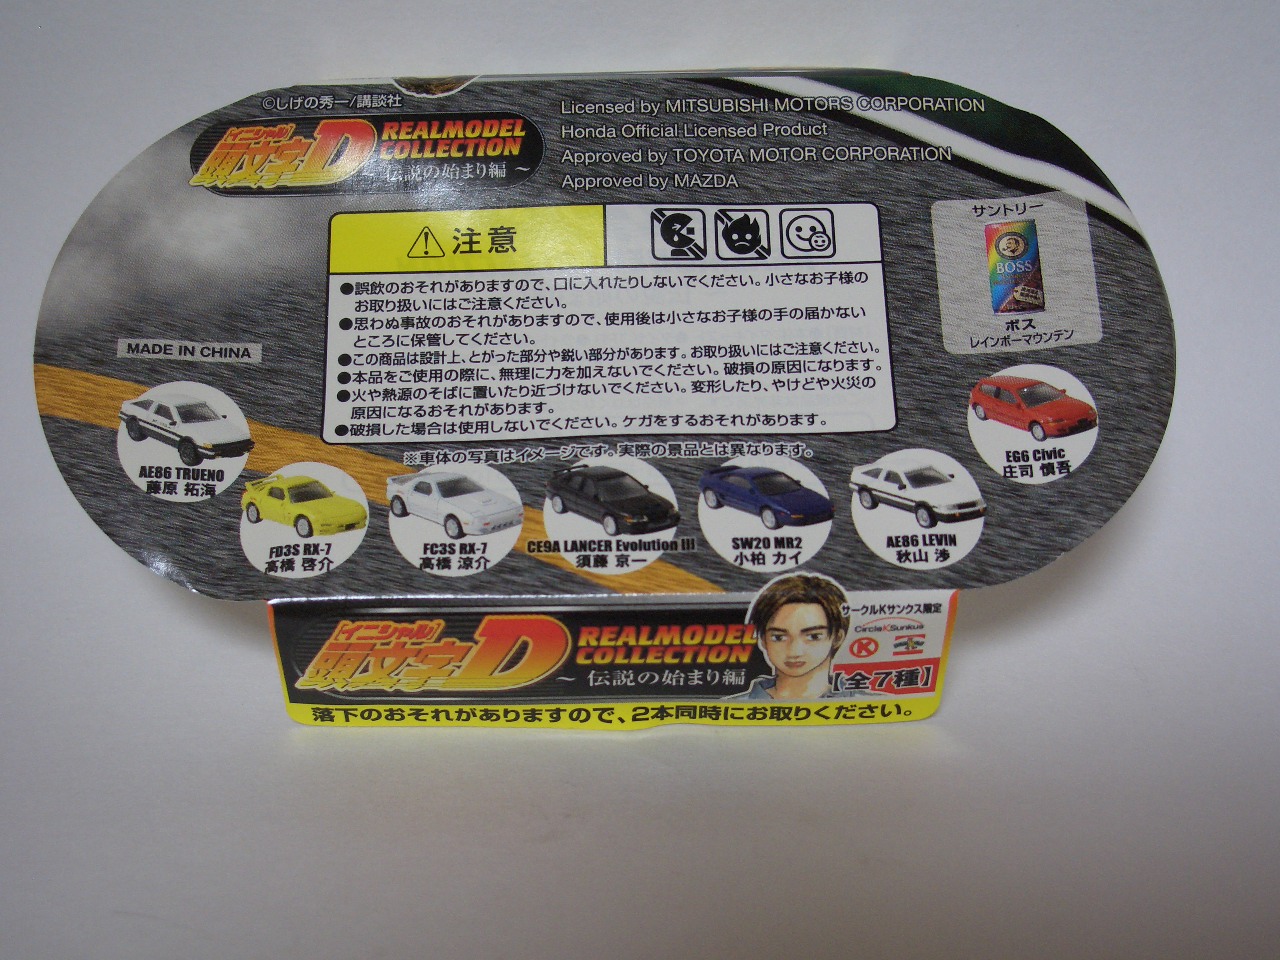 ©しげの秀一/講談社
[イニシャル]
頭文字D
REALMODEL
COLLECTION
～ 伝説の始まり編 ～
Licensed by MITSUBISHI MOTORS CORPORATION
Honda Official Licensed Product
Approved by TOYOTA MOTOR CORPORATION
Approved by MAZDA
サントリー
BOSS
ボス
レインボーマウンテン
注意
●誤飲のおそれがありますので、口に入れたりしないでください。小さなお子様の
お取り扱いにはご注意ください。
●思わぬ事故のおそれがありますので、使用後は小さなお子様の手の届かない
ところに保管してください。
●この商品は設計上、とがった部分や鋭い部分があります。お取り扱いにはご注意ください。
●本品をご使用の際に、無理に力を加えないでください。破損の原因になります。
●火や熱源のそばに置いたり近づけないでください。変形したり、やけどや火災の
原因になるおそれがあります。
●破損した場合は使用しないでください。ケガをするおそれがあります。
※車体の写真はイメージです。実際の景品とは異なります。
MADE IN CHINA
AE86 TRUENO
藤原 拓海
FD3S RX-7
高橋 啓介
FC3S RX-7
高橋 涼介
CE9A LANCER Evolution III
須藤 京一
SW20 MR2
小柏 カイ
AE86 LEVIN
秋山 渉
EG6 Civic
庄司 慎吾
[イニシャル]
頭文字D
REALMODEL
COLLECTION
～ 伝説の始まり編
サークルKサンクス限定
CircleKSunkus
K
【全7種】
落下のおそれがありますので、2本同時にお取りください。